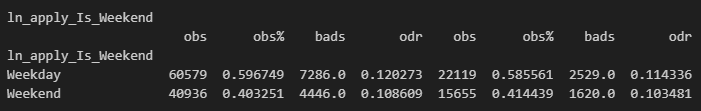 ln_apply_Is_Weekend
obs obs% bads odr obs obs% bads odr
ln_apply_Is_Weekend
Weekday 60579 0.596749 7286.0 0.120273 22119 0.585561 2529.0 0.114336
Weekend 40936 0.403251 4446.0 0.108609 15655 0.414439 1620.0 0.103481